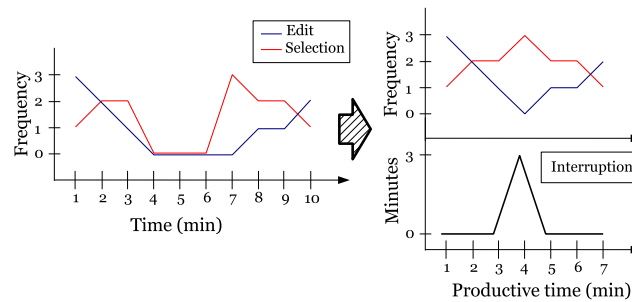 Edit
Selection
Frequency
3
2
1
0
1 2 3 4 5 6 7 8 9 10
Time (min)
Frequency
3
2
1
0
Minutes
3
0
Interruption
1 2 3 4 5 6 7
Productive time (min)